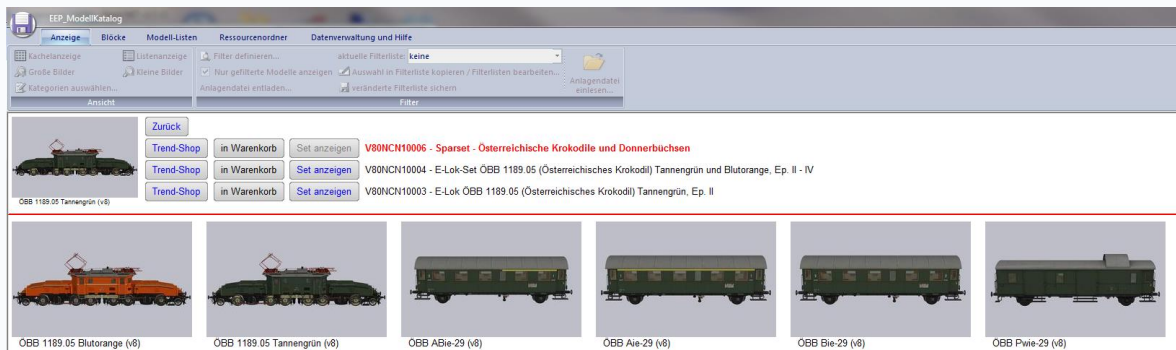 EEP_ModellKatalog
Anzeige Blöcke Modell-Listen Ressourcenordner Datenverwaltung und Hilfe
Kachelanzeige Listenanzeige Filter definieren... aktuelle Filterliste: keine
Große Bilder Kleine Bilder Nur gefilterte Modelle anzeigen Auswahl in Filterliste kopieren / Filterlisten bearbeiten...
Kategorien auswählen... Anlagendatei entladen... veränderte Filterliste sichern
Anlagendatei
einlesen...
Ansicht Filter
Zurück
Trend-Shop in Warenkorb Set anzeigen V80NCN10006 - Sparset - Österreichische Krokodile und Donnerbüchsen
Trend-Shop in Warenkorb Set anzeigen V80NCN10004 - E-Lok-Set ÖBB 1189.05 (Österreichisches Krokodil) Tannengrün und Blutorange, Ep. II - IV
Trend-Shop in Warenkorb Set anzeigen V80NCN10003 - E-Lok ÖBB 1189.05 (Österreichisches Krokodil) Tannengrün, Ep. II
ÖBB 1189.05 Tannengrün (v8)
ÖBB 1189.05 Blutorange (v8) ÖBB 1189.05 Tannengrün (v8) ÖBB ABie-29 (v8) ÖBB Aie-29 (v8) ÖBB Bie-29 (v8) ÖBB Pwie-29 (v8)